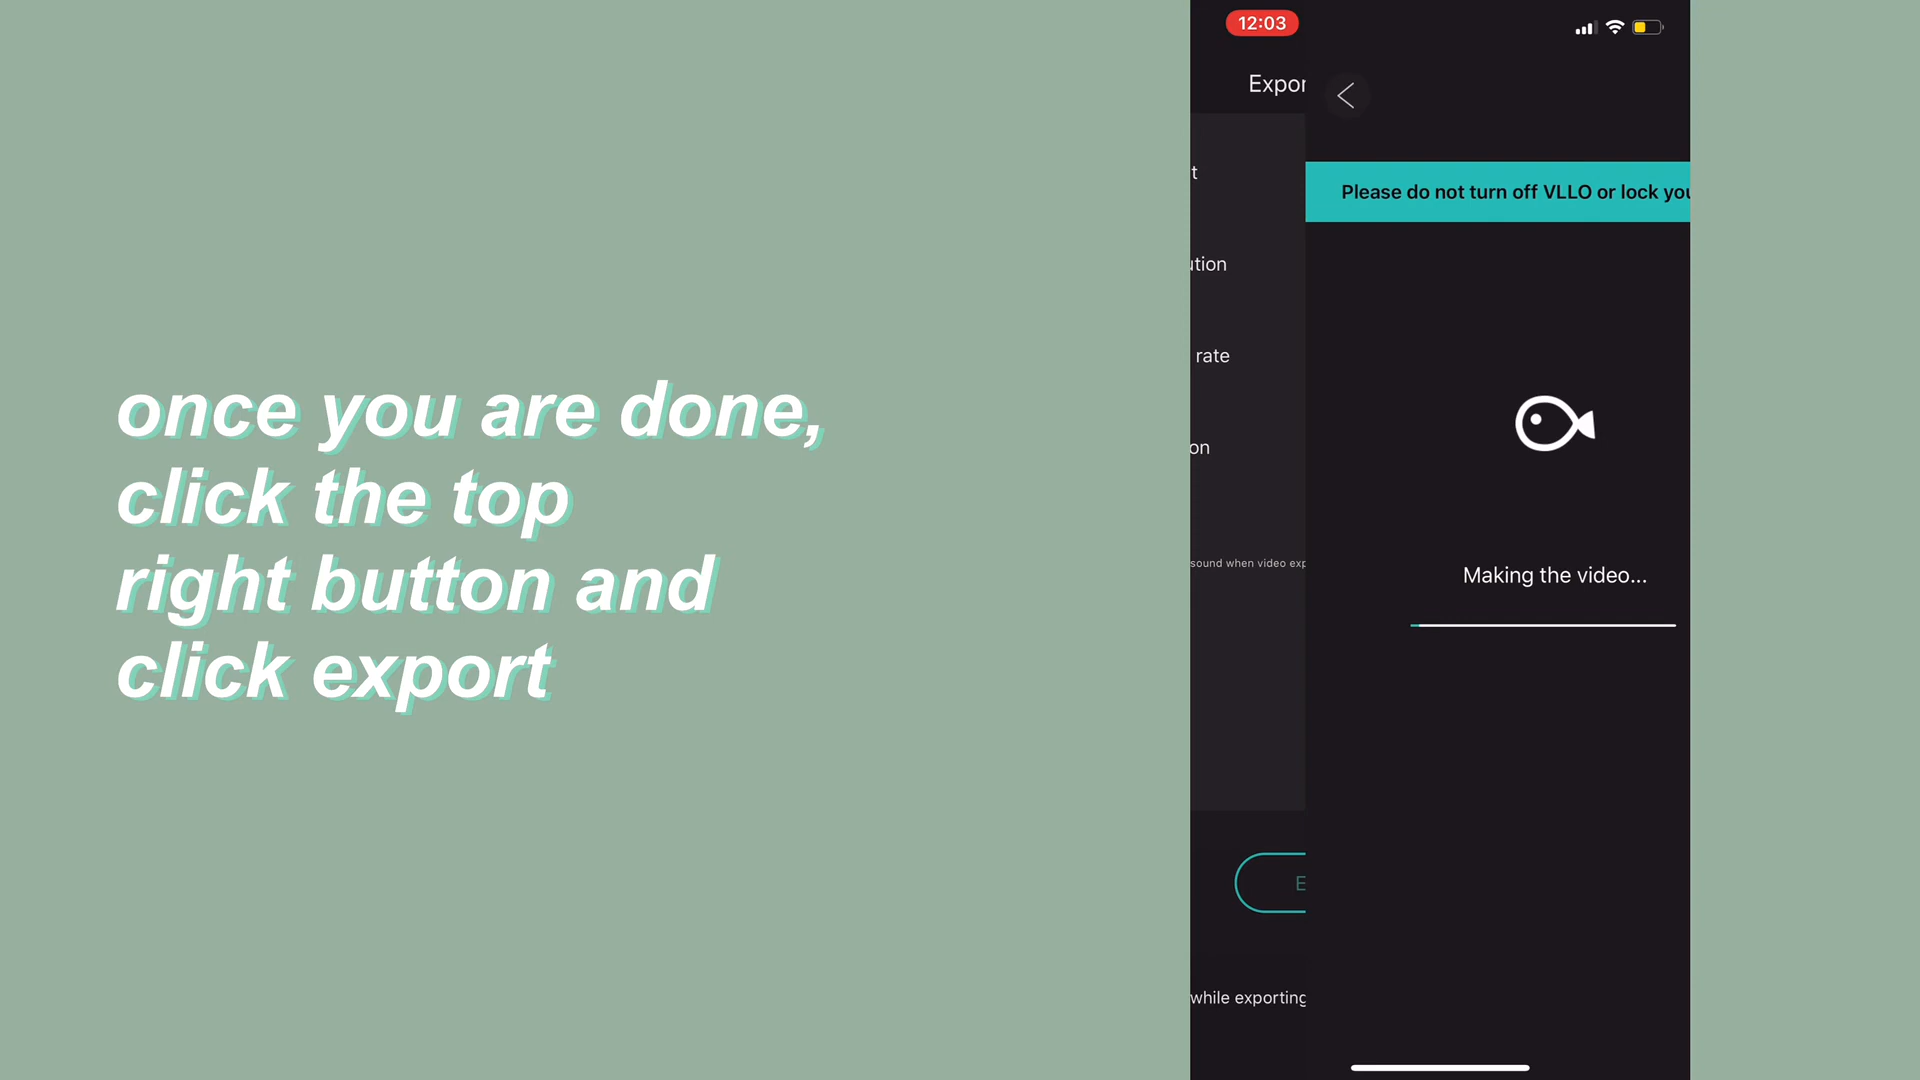 once you are done,
click the top
right button and
click export
12:03
Expor
t
ution
rate
on
sound when video exp
E
while exporting
Please do not turn off VLLO or lock you
Making the video...